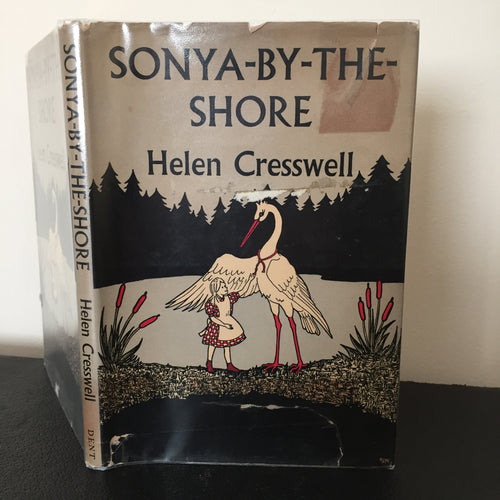 SONYA-BY-THE-
SHORE
Helen Cresswell
SONYA-BY-THE-SHORE
Helen Cresswell
DENT